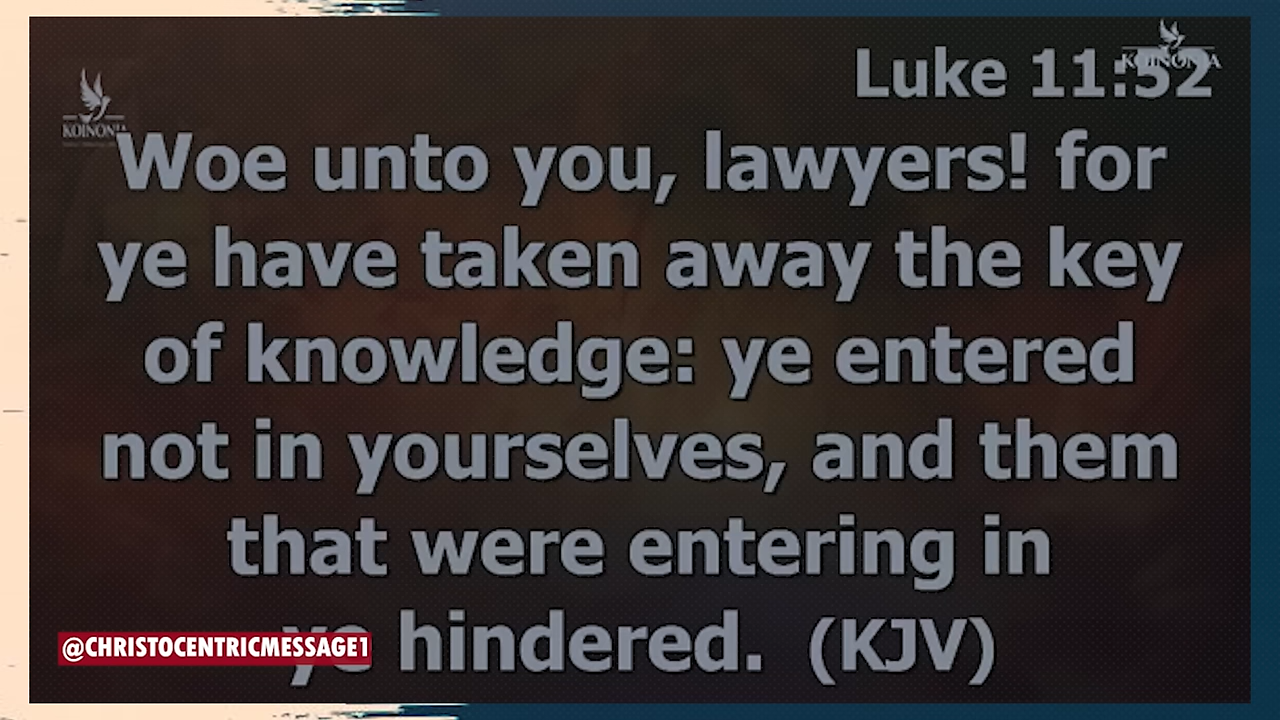 Luke 11:52
KOINONIA
KOINONIA
Woe unto you, lawyers! for
ye have taken away the key
of knowledge: ye entered
not in yourselves, and them
that were entering in
ye hindered. (KJV)
@CHRISTOCENTRICMESSAGE1